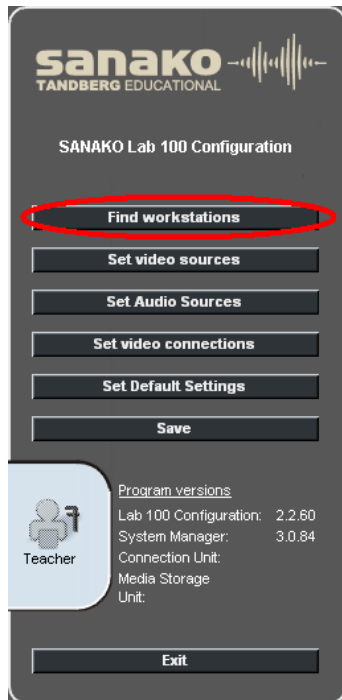 sanako
TANDBERG EDUCATIONAL
SANAKO Lab 100 Configuration
Find workstations
Set video sources
Set Audio Sources
Set video connections
Set Default Settings
Save
Program versions
Lab 100 Configuration: 2.2.60
System Manager: 3.0.84
Connection Unit:
Media Storage
Unit:
Teacher
Exit